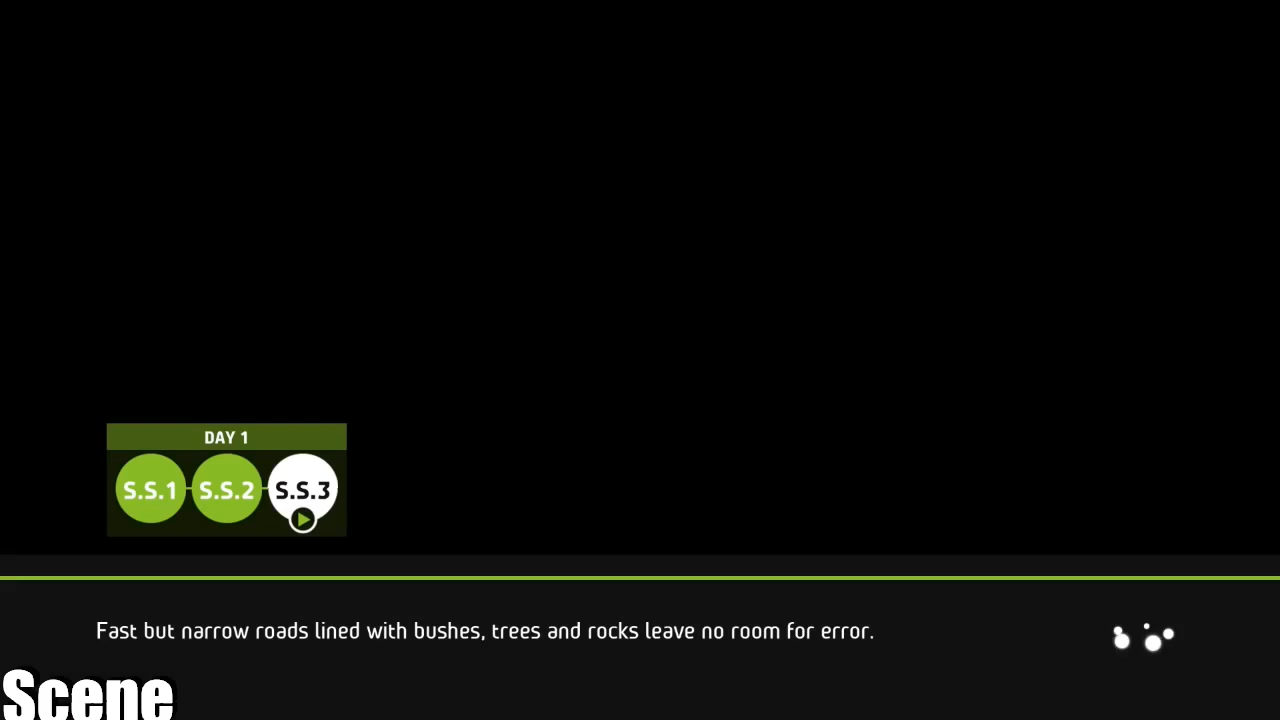 DAY 1
S.S.1 S.S.2 S.S.3
Fast but narrow roads lined with bushes, trees and rocks leave no room for error.
Scene